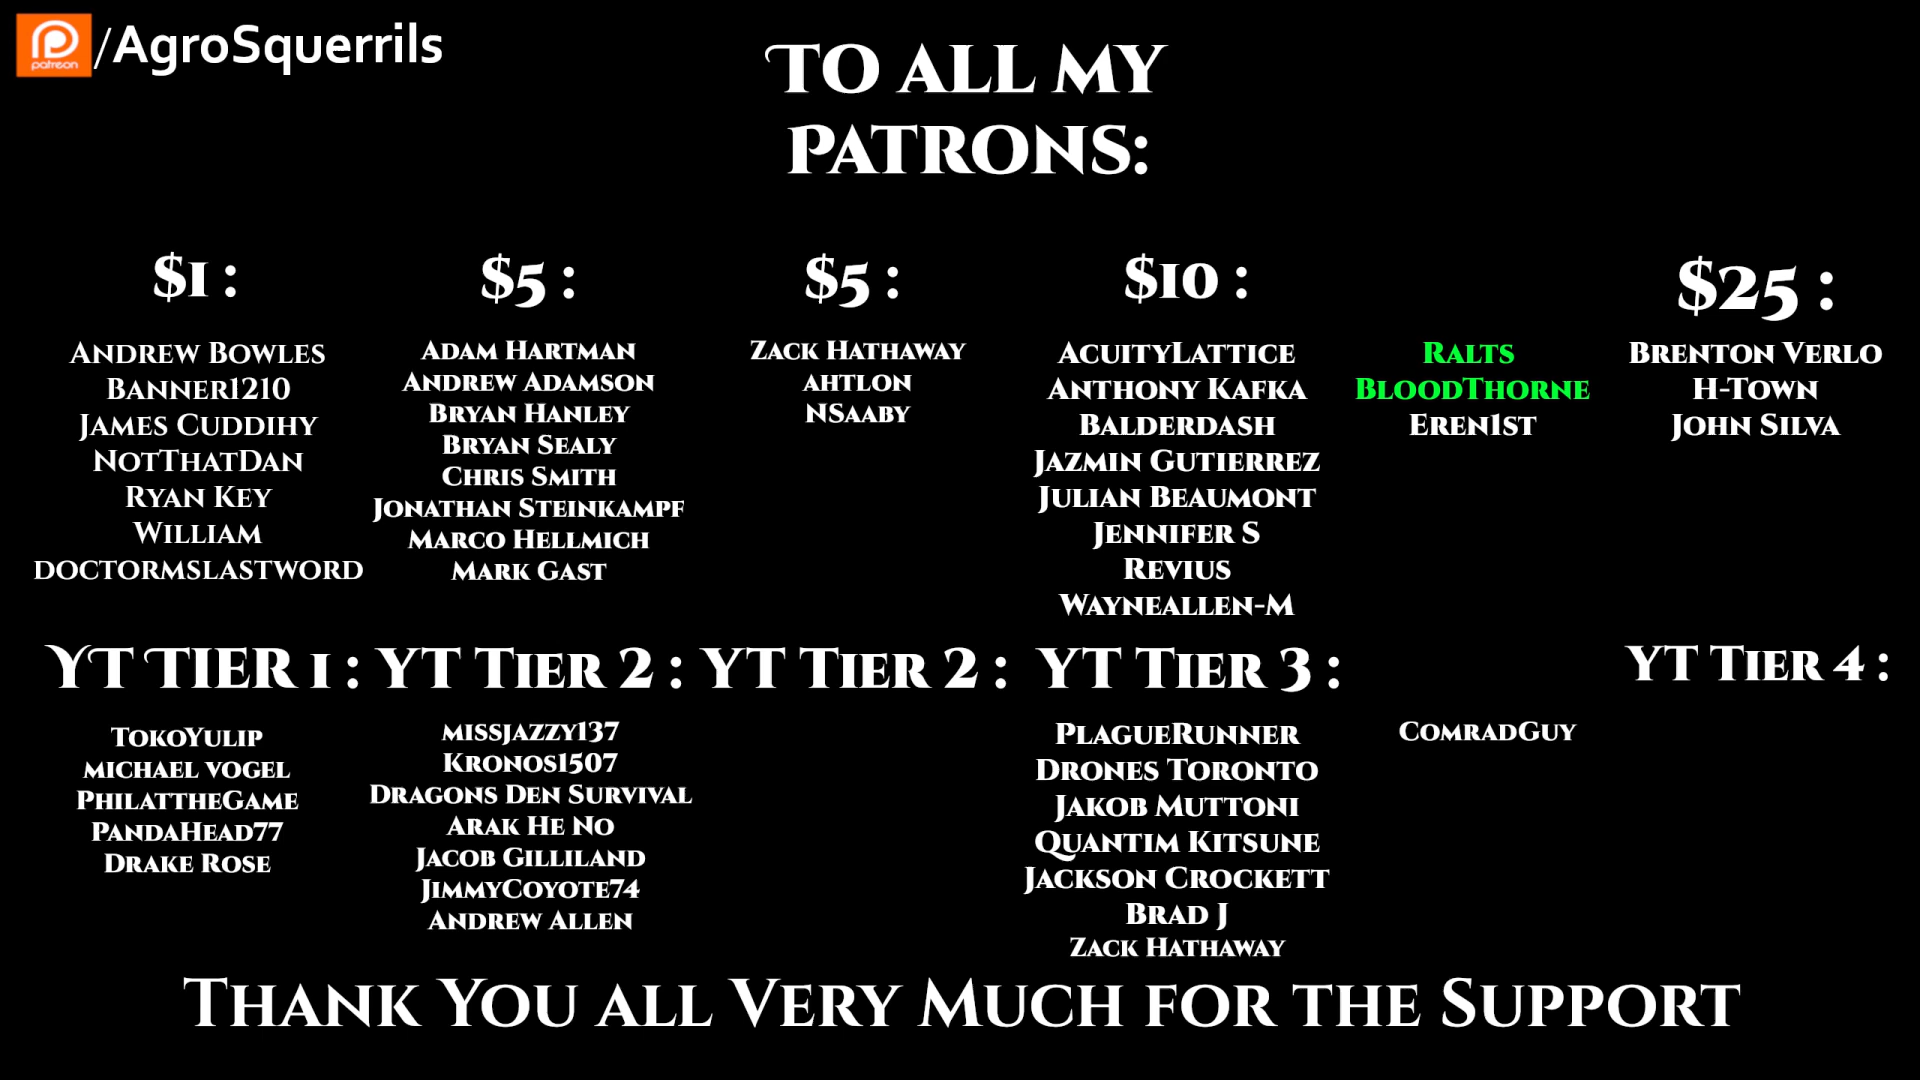 patreon
/AgroSquerrils
To all my
Patrons:
$1 :
Andrew Bowles
Banner1210
James Cuddihy
NotThatDan
Ryan Key
William
doctormslastword
$5 :
Adam Hartman
Andrew Adamson
Bryan Hanley
Bryan Sealy
Chris Smith
Jonathan Steinkampf
Marco Hellmich
Mark Gast
$5 :
Zack Hathaway
ahtlon
NSaaby
$10 :
AcuityLattice
Anthony Kafka
Balderdash
Jazmin Gutierrez
Julian Beaumont
Jennifer S
Revius
Wayneallen-M
Ralts
BloodThorne
Eren1st
$25 :
Brenton Verlo
H-Town
John Silva
YT Tier 1 :
TokoYulip
michael vogel
PhilattheGame
PandaHead77
Drake Rose
YT Tier 2 :
missjazzy137
Kronos1507
Dragons Den Survival
Arak He No
Jacob Gilliland
JimmyCoyote74
Andrew Allen
YT Tier 2 :
YT Tier 3 :
PlagueRunner
Drones Toronto
Jakob Muttoni
Quantim Kitsune
Jackson Crockett
Brad J
Zack Hathaway
ComradGuy
YT Tier 4 :
Thank You all Very Much for the Support